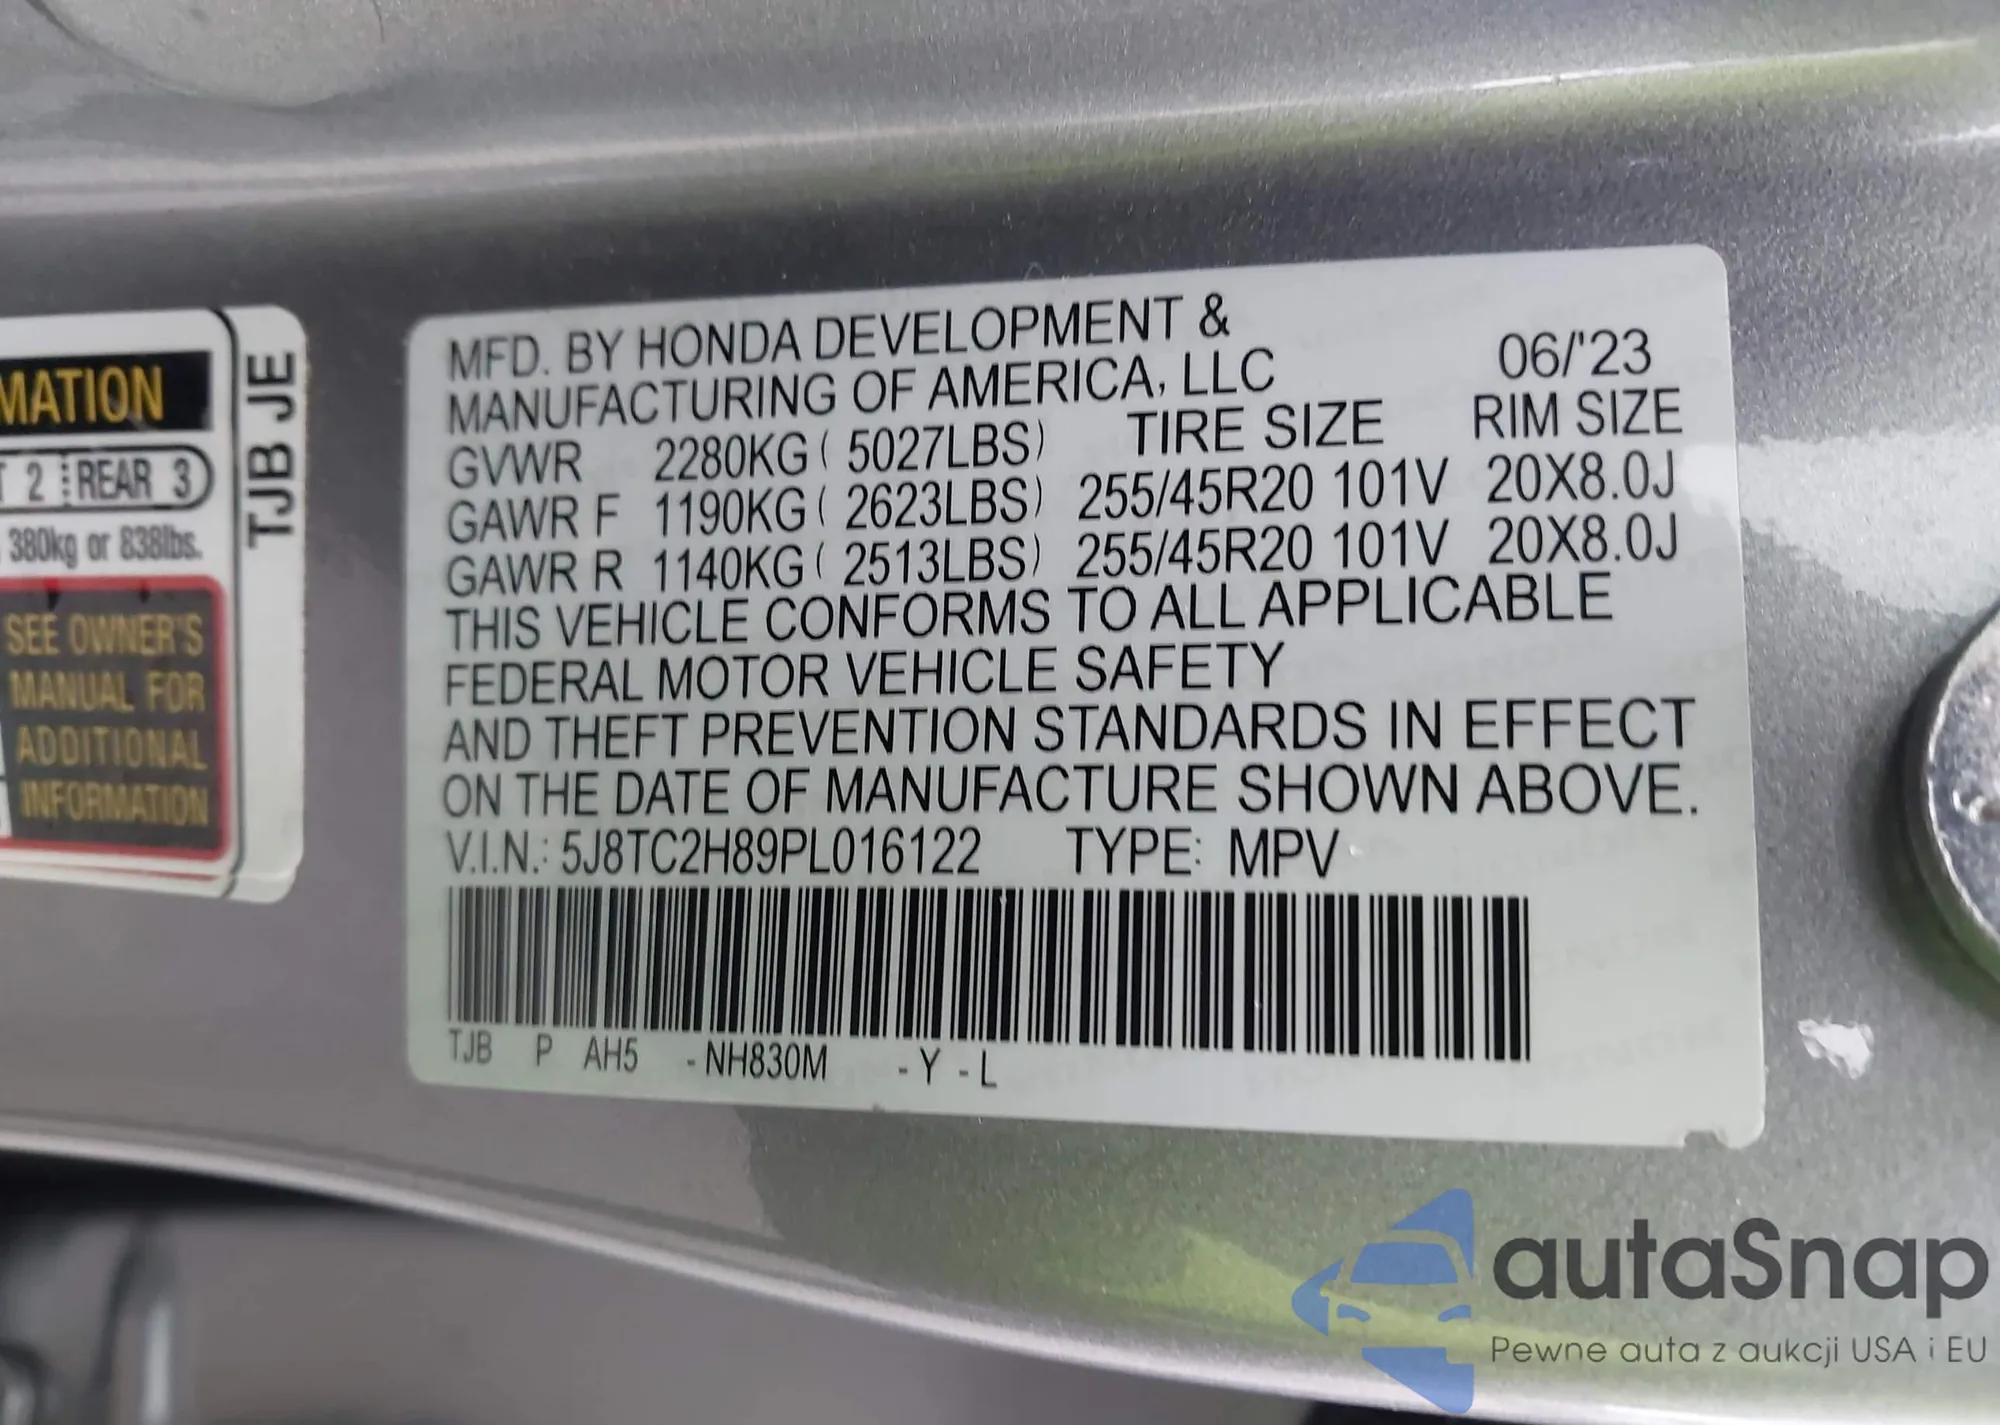 MATION
T 2 REAR 3
380kg or 838lbs.
SEE OWNER'S
MANUAL FOR
ADDITIONAL
INFORMATION
TJB JE
MFD. BY HONDA DEVELOPMENT &
MANUFACTURING OF AMERICA, LLC 06/'23
GVWR 2280KG ( 5027LBS) TIRE SIZE RIM SIZE
GAWR F 1190KG ( 2623LBS) 255/45R20 101V 20X8.0J
GAWR R 1140KG ( 2513LBS) 255/45R20 101V 20X8.0J
THIS VEHICLE CONFORMS TO ALL APPLICABLE
FEDERAL MOTOR VEHICLE SAFETY
AND THEFT PREVENTION STANDARDS IN EFFECT
ON THE DATE OF MANUFACTURE SHOWN ABOVE.
V.I.N.: 5J8TC2H89PL016122 TYPE: MPV
TJB P AH5 - NH830M - Y - L
autaSnap
Pewne auta z aukcji USA i EU